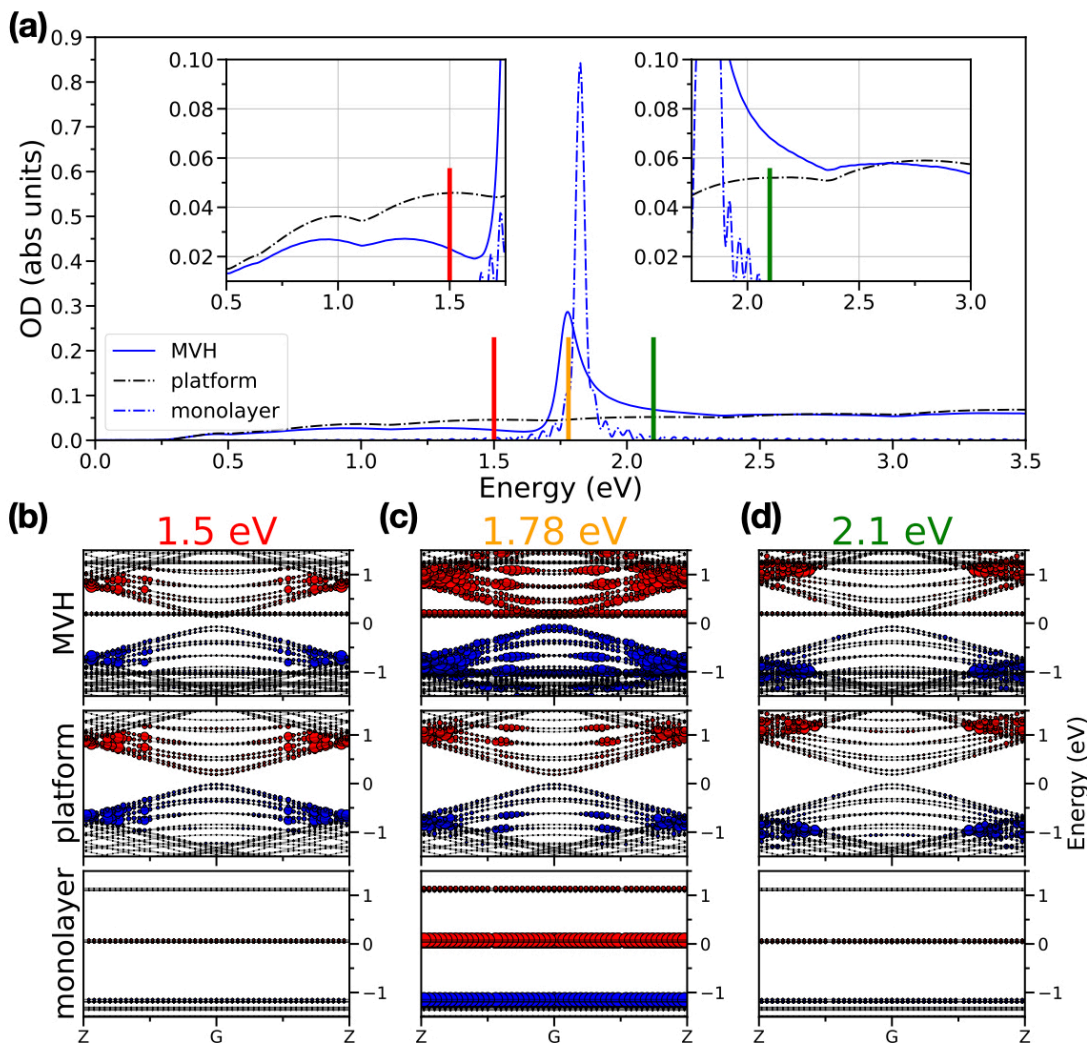 (a)
OD (abs units)
0.9
0.8
0.7
0.6
0.5
0.4
0.3
0.2
0.1
0.0
0.10
0.08
0.06
0.04
0.02
0.5 1.0 1.5
0.10
0.08
0.06
0.04
0.02
2.0 2.5 3.0
MVH
platform
monolayer
0.0 0.5 1.0 1.5 2.0 2.5 3.0 3.5
Energy (eV)
(b) 1.5 eV
(c) 1.78 eV
(d) 2.1 eV
MVH
1
0
−1
1
0
−1
1
0
−1
platform
1
0
−1
1
0
−1
1
0
−1
Energy (eV)
monolayer
1
0
−1
1
0
−1
1
0
−1
Z G Z
Z G Z
Z G Z